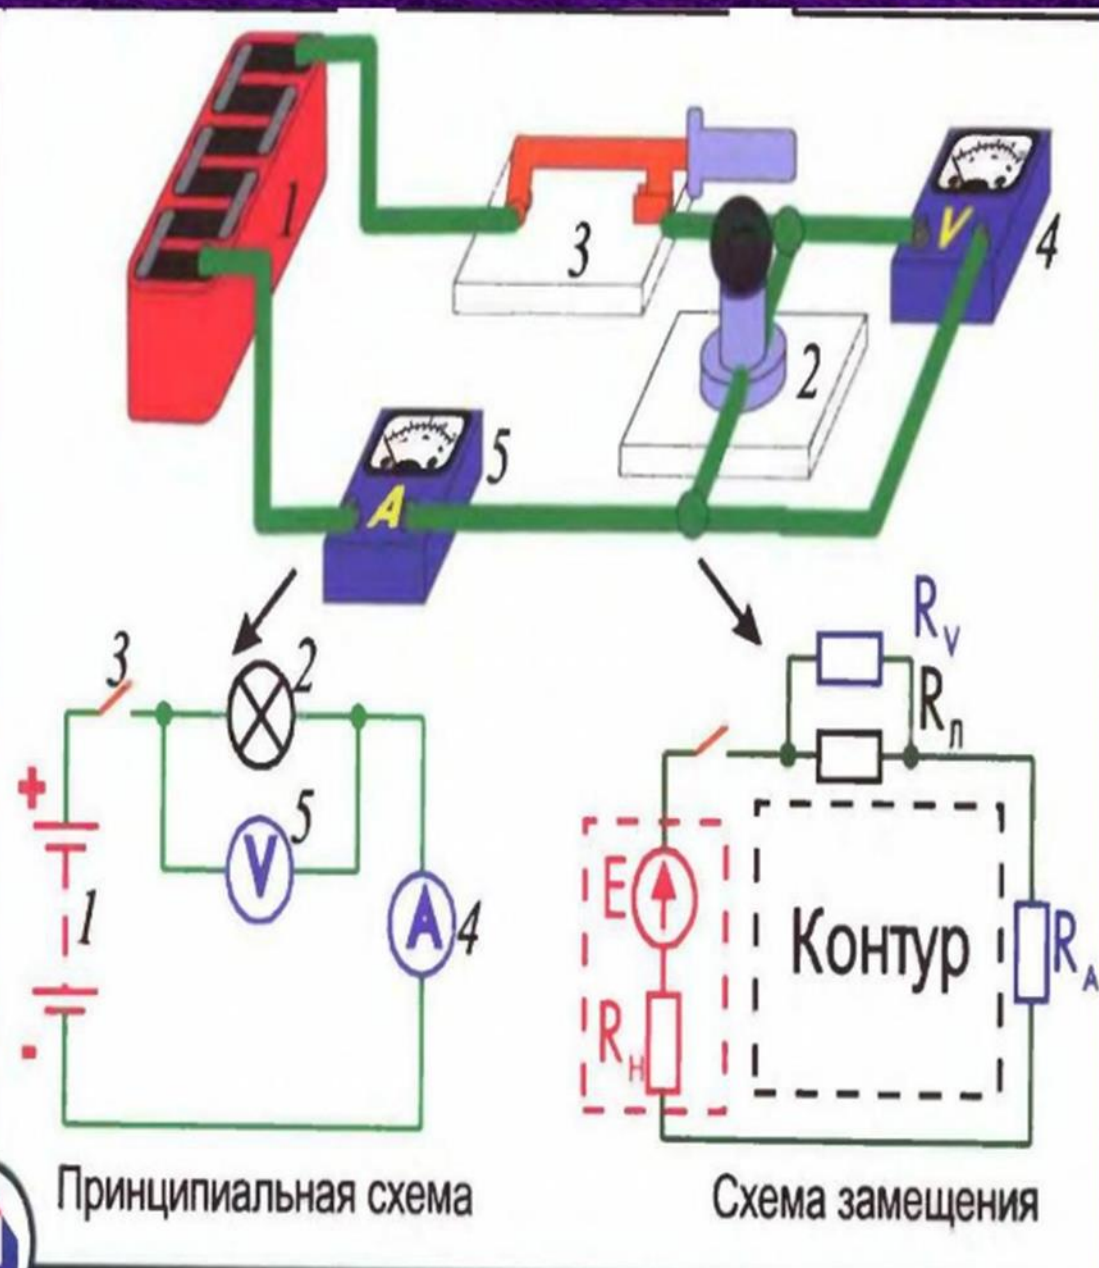 1
3
4
V
2
5
A
3
2
R V
R п
+
5
V
1
A
4
E
Контур
R A
R н
-
Принципиальная схема
Схема замещения